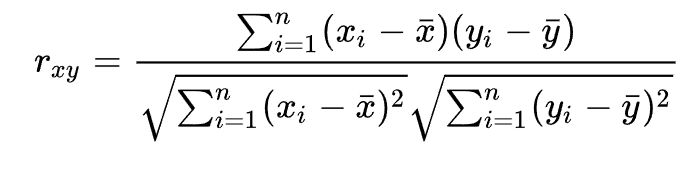 r_{xy} = \frac{\sum_{i=1}^{n}(x_i - \bar{x})(y_i - \bar{y})}{\sqrt{\sum_{i=1}^{n}(x_i - \bar{x})^2}\sqrt{\sum_{i=1}^{n}(y_i - \bar{y})^2}}